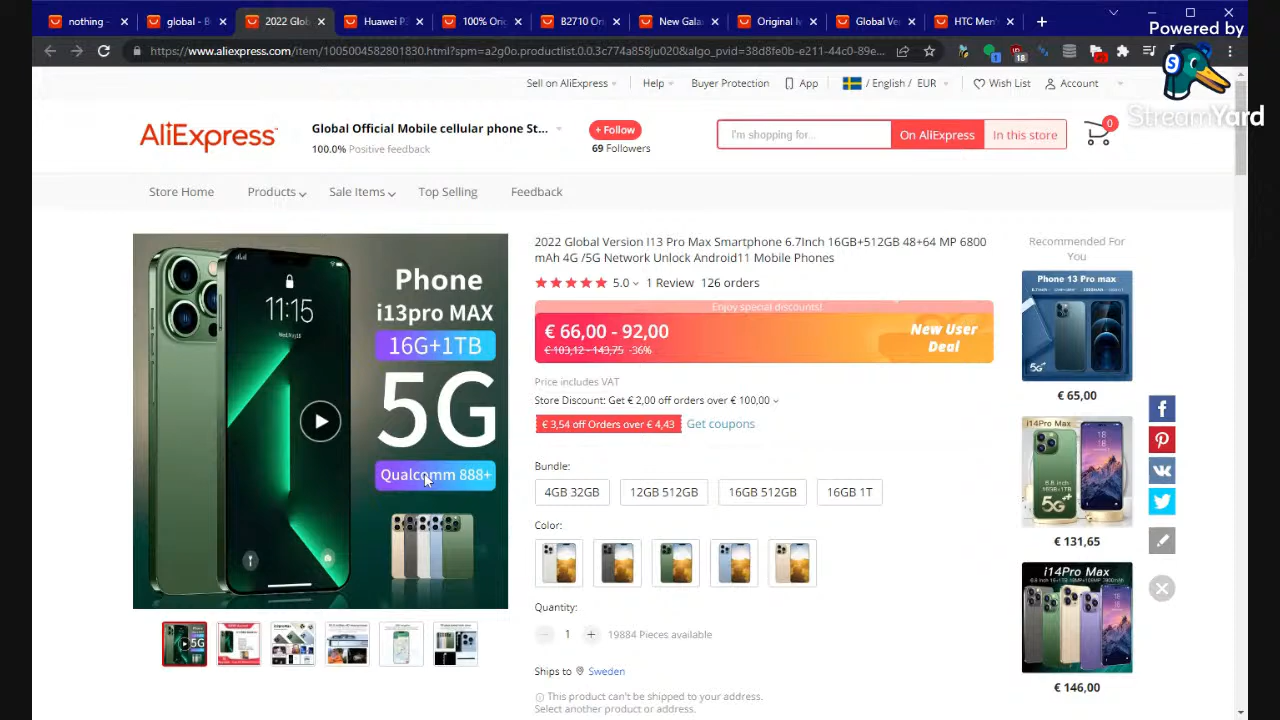 nothing -
global - B
2022 Glob
Huawei P
100% Ori
B2710 Ori
New Gala
Original N
Global Ve
HTC Men'
Powered by
StreamYard
https://www.aliexpress.com/item/1005004582801830.html?spm=a2g0o.productlist.0.0.3c774a858ju020&algo_pvid=38d8fe0b-e211-44c0-89e...
Sell on AliExpress
Help
Buyer Protection
App
/ English / EUR
Wish List
Account
AliExpress
Global Official Mobile cellular phone St...
100.0% Positive feedback
+ Follow
69 Followers
I'm shopping for...
On AliExpress
In this store
0
Store Home
Products
Sale Items
Top Selling
Feedback
Phone
i13pro MAX
16G+1TB
5G
Qualcomm 888+
11:15
2022 Global Version I13 Pro Max Smartphone 6.7Inch 16GB+512GB 48+64 MP 6800
mAh 4G /5G Network Unlock Android11 Mobile Phones
5.0
1 Review
126 orders
Enjoy special discounts!
€ 66,00 - 92,00
€ 103,12 - 143,75 -36%
New User
Deal
Price includes VAT
Store Discount: Get € 2,00 off orders over € 100,00
€ 3,54 off Orders over € 4,43
Get coupons
Bundle:
4GB 32GB
12GB 512GB
16GB 512GB
16GB 1T
Color:
Quantity:
1
19884 Pieces available
Ships to
Sweden
This product can't be shipped to your address.
Select another product or address.
Recommended For
You
Phone 13 Pro max
5G
€ 65,00
i14Pro Max
5G+
€ 131,65
i14Pro Max
€ 146,00